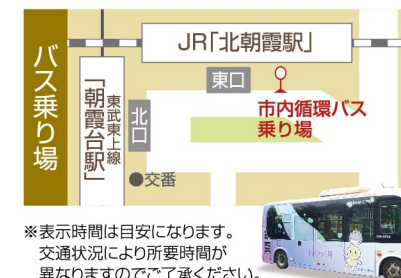 バス乗り場
JR「北朝霞駅」
東口
東武東上線
「朝霞台駅」
北口
市内循環バス
乗り場
●交番
※表示時間は目安になります。
交通状況により所要時間が
異なりますのでご了承ください。